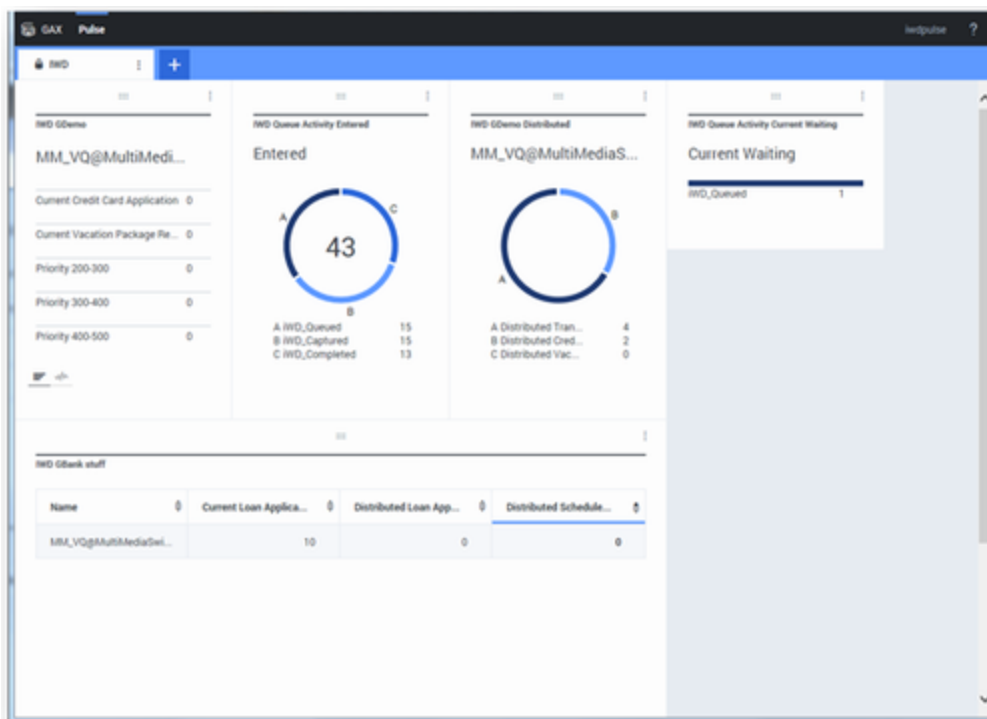 GAX Pulse iwdpulse ?
IWD +
IWD GDemo
MM_VQ@MultiMedi...
Current Credit Card Application 0
Current Vacation Package Re... 0
Priority 200-300 0
Priority 300-400 0
Priority 400-500 0
IWD Queue Activity Entered
Entered
A
C
43
B
A iWD_Queued 15
B iWD_Captured 15
C iWD_Completed 13
IWD GDemo Distributed
MM_VQ@MultiMediaS...
B
A
A Distributed Tran... 4
B Distributed Cred... 2
C Distributed Vac... 0
IWD Queue Activity Current Waiting
Current Waiting
iWD_Queued 1
IWD GBank stuff
Name Current Loan Applica... Distributed Loan App... Distributed Schedule...
MM_VQ@MultiMediaSwi... 10 0 0